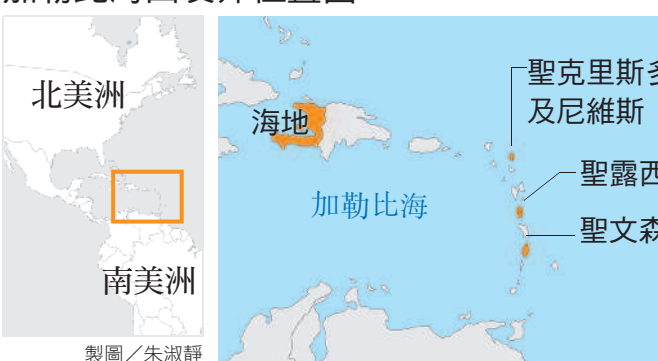 北美洲
南美洲
製圖／朱淑靜
海地
加勒比海
聖克里斯多
及尼維斯
聖露西
聖文森